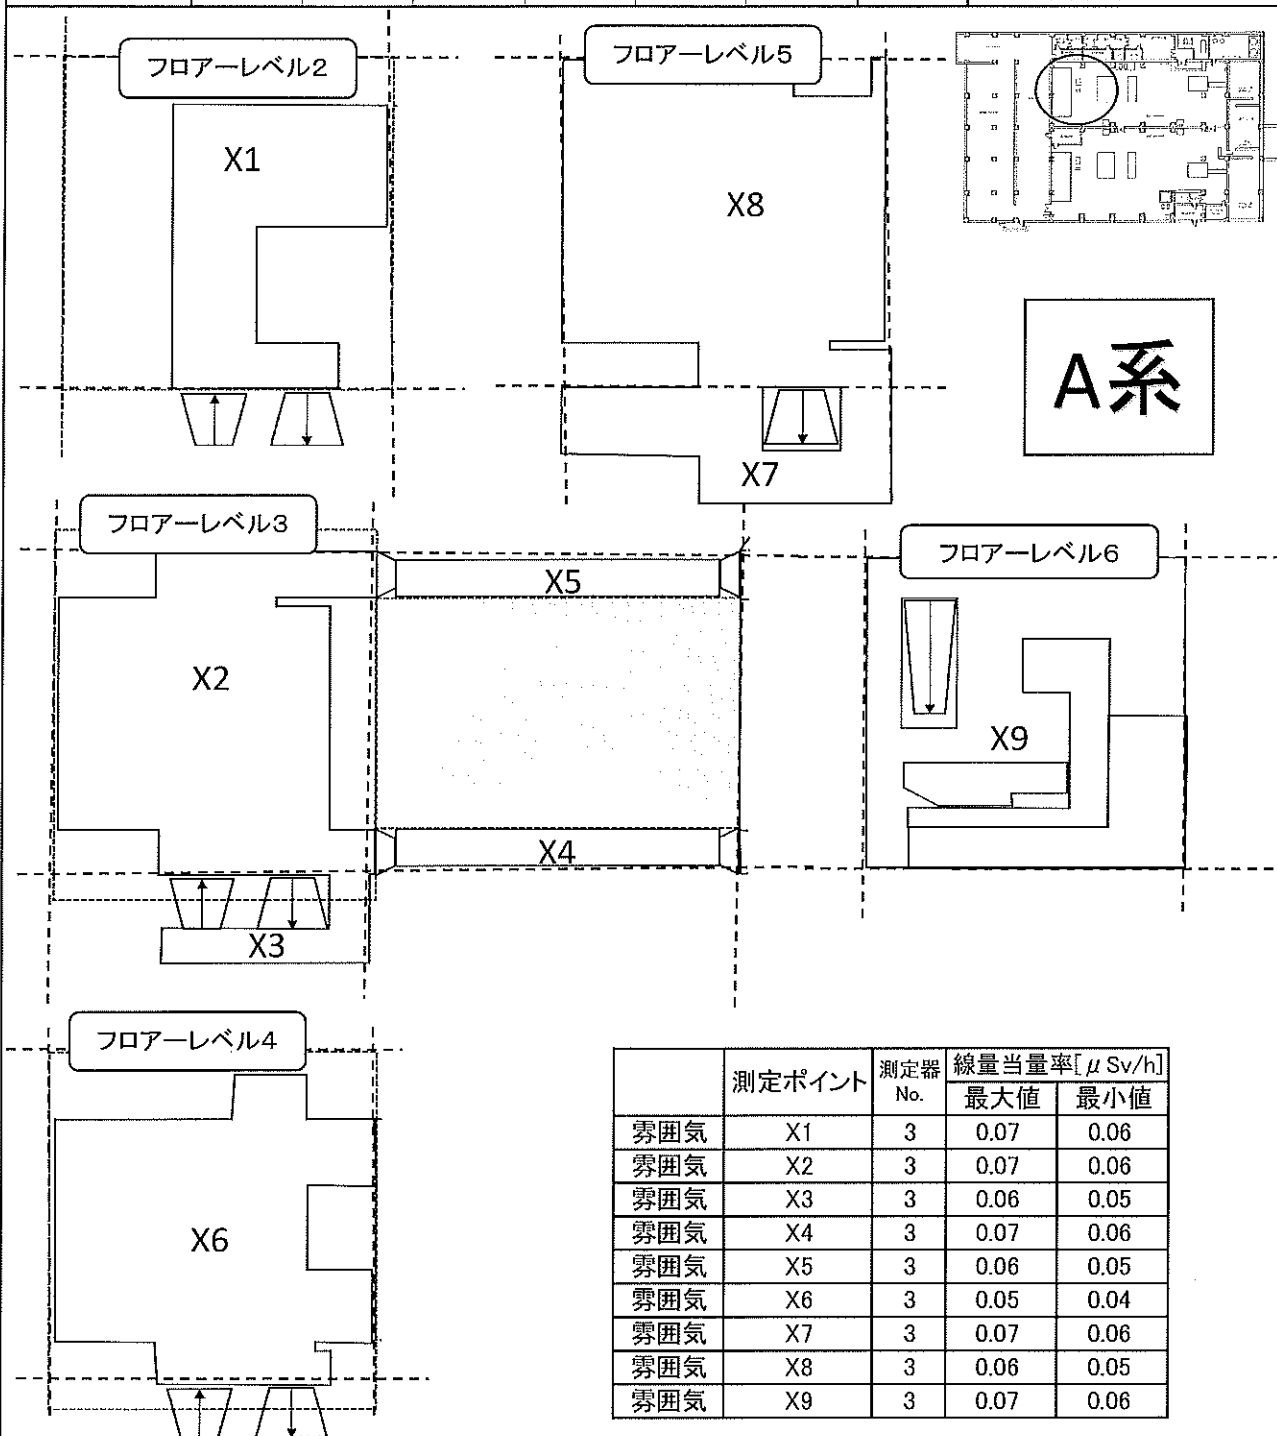 フロアーレベル2
X1
フロアーレベル5
X8
X7
A系
フロアーレベル3
X5
X2
X4
X3
フロアーレベル6
X9
フロアーレベル4
X6
測定ポイント 測定器No. 線量当量率[μSv/h]
最大値 最小値
雰囲気 X1 3 0.07 0.06
雰囲気 X2 3 0.07 0.06
雰囲気 X3 3 0.06 0.05
雰囲気 X4 3 0.07 0.06
雰囲気 X5 3 0.06 0.05
雰囲気 X6 3 0.05 0.04
雰囲気 X7 3 0.07 0.06
雰囲気 X8 3 0.06 0.05
雰囲気 X9 3 0.07 0.06